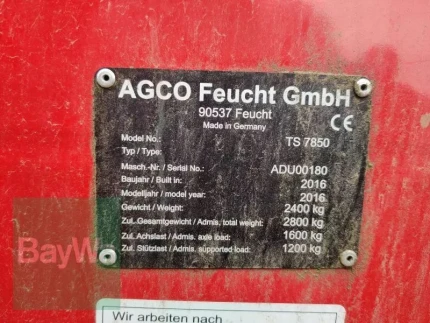 AGCO Feucht GmbH
90537 Feucht
Made in Germany
CE
Model No.: TS 7850
Typ / Type:
Masch.-Nr. / Serial No.: ADU00180
Baujahr / Built in: 2016
Modelljahr / model year: 2016
Gewicht / Weight: 2400 kg
Zul. Gesamtgewicht / Admis. total weight: 2800 kg
Zul. Achslast / Admis. axle load: 1600 kg
Zul. Stützlast / Admis. supported load: 1200 kg
BayWa
Wir arbeiten nach